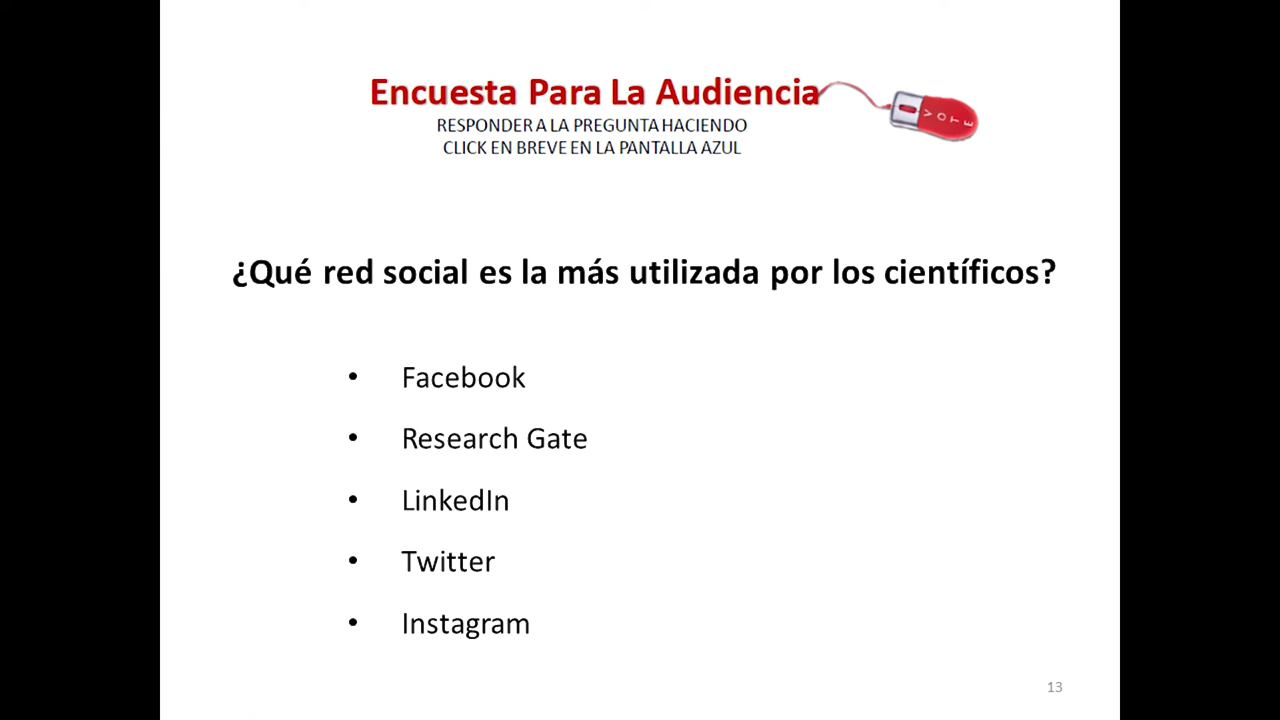 Encuesta Para La Audiencia
VOTE
RESPONDER A LA PREGUNTA HACIENDO
CLICK EN BREVE EN LA PANTALLA AZUL
¿Qué red social es la más utilizada por los científicos?
• Facebook
• Research Gate
• LinkedIn
• Twitter
• Instagram
13